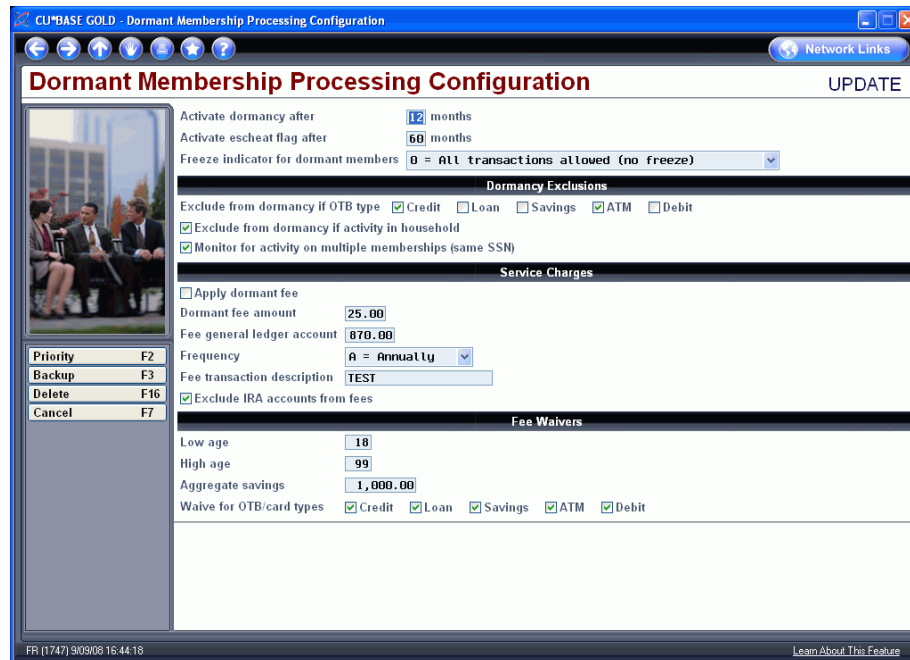 CU*BASE GOLD - Dormant Membership Processing Configuration
Network Links
Dormant Membership Processing Configuration UPDATE
Activate dormancy after 12 months
Activate escheat flag after 60 months
Freeze indicator for dormant members 0 = All transactions allowed (no freeze)
Dormancy Exclusions
Exclude from dormancy if OTB type Credit Loan Savings ATM Debit
Exclude from dormancy if activity in household
Monitor for activity on multiple memberships (same SSN)
Service Charges
Apply dormant fee
Dormant fee amount 25.00
Fee general ledger account 870.00
Frequency A = Annually
Fee transaction description TEST
Exclude IRA accounts from fees
Fee Waivers
Low age 18
High age 99
Aggregate savings 1,000.00
Waive for OTB/card types Credit Loan Savings ATM Debit
Priority F2
Backup F3
Delete F16
Cancel F7
FR (1747) 9/09/08 16:44:18
Learn About This Feature